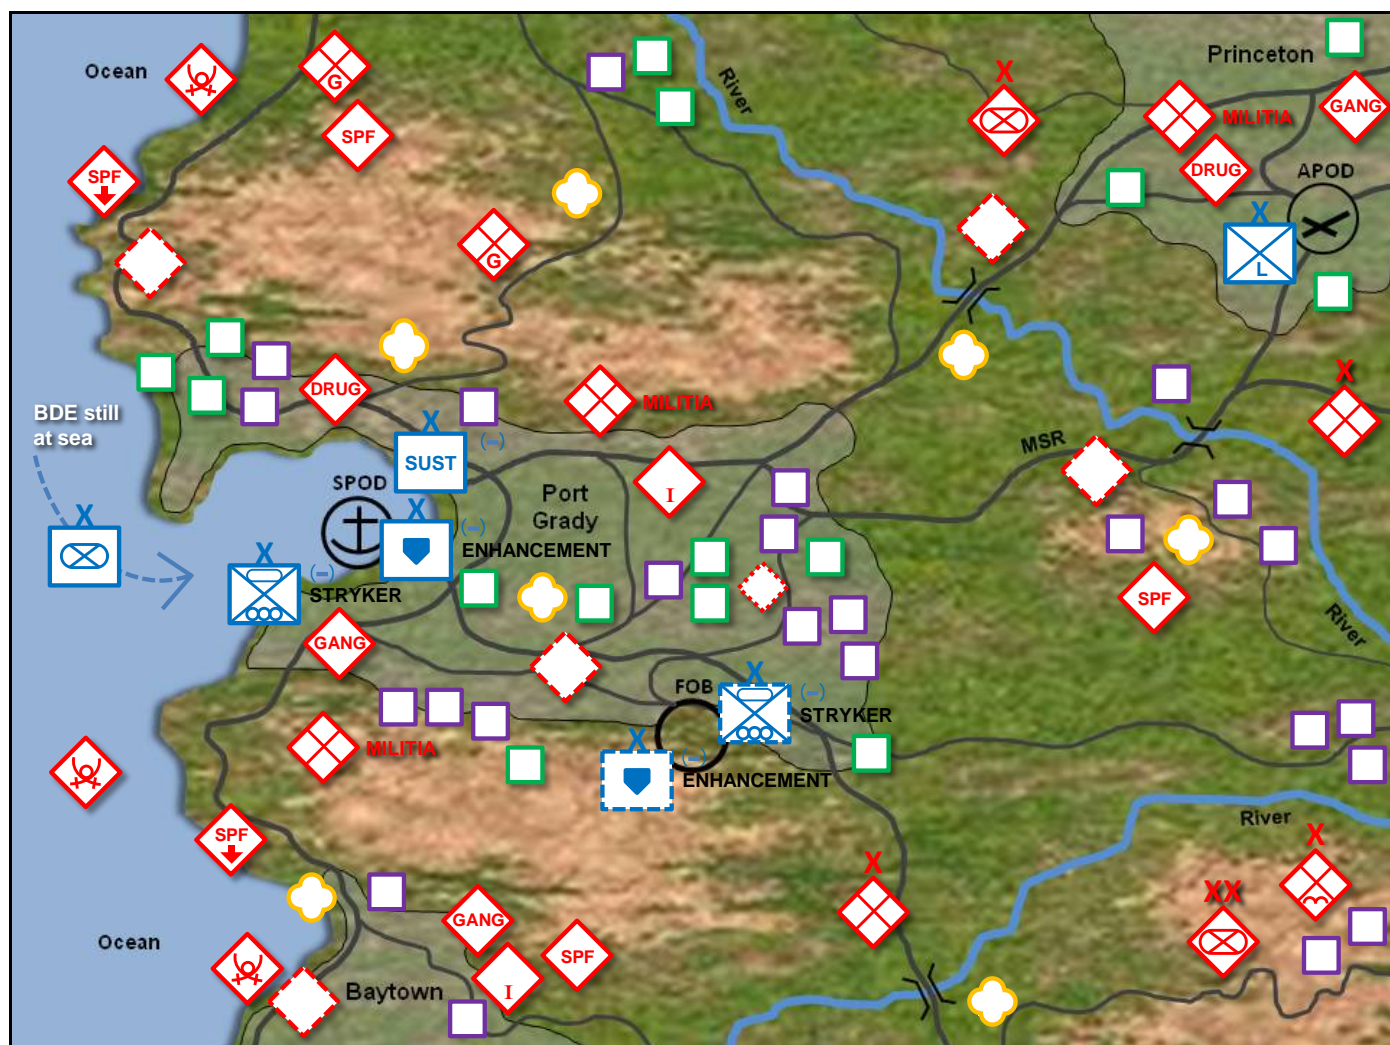 Ocean
G
SPF
SPF
River
X
Princeton
MILITIA
GANG
DRUG
APOD
X
L
G
BDE still
at sea
X
DRUG
MILITIA
X
(-)
SUST
SPOD
X
(-)
ENHANCEMENT
X
(-)
STRYKER
Port
Grady
I
MSR
X
SPF
River
GANG
FOB
X
(-)
STRYKER
X
(-)
ENHANCEMENT
MILITIA
SPF
River
X
X
XX
GANG
SPF
I
Ocean
Baytown